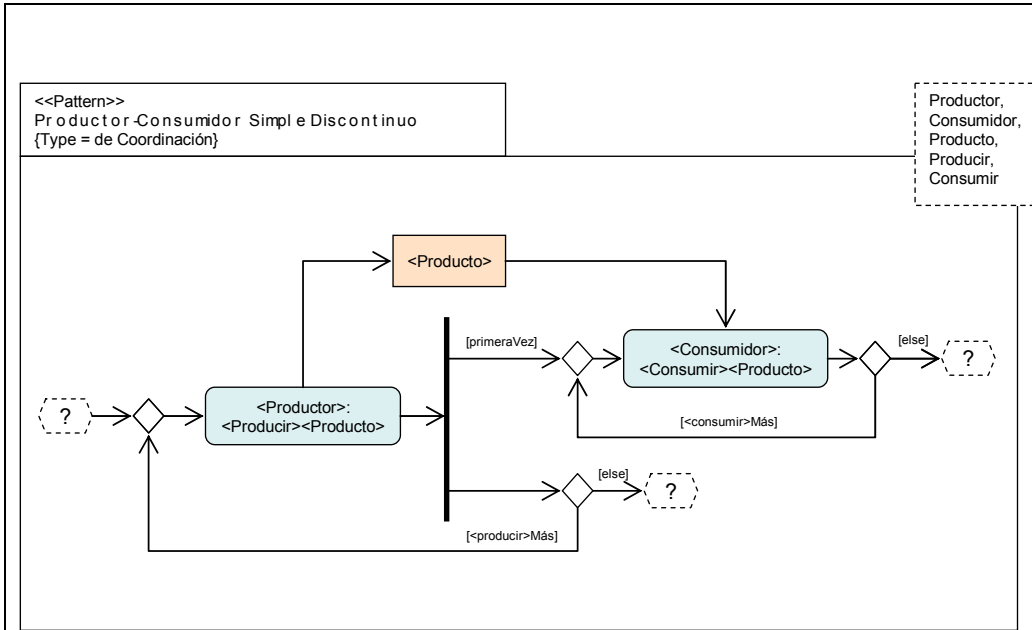 <<Pattern>>
Productor-Consumidor Simple Discontinuo
{Type = de Coordinación}
Productor,
Consumidor,
Producto,
Producir,
Consumir
<Producto>
[primeraVez]
<Consumidor>:
<Consumir><Producto>
[else]
?
?
<Productor>:
<Producir><Producto>
[<consumir>Más]
[else]
?
[<producir>Más]